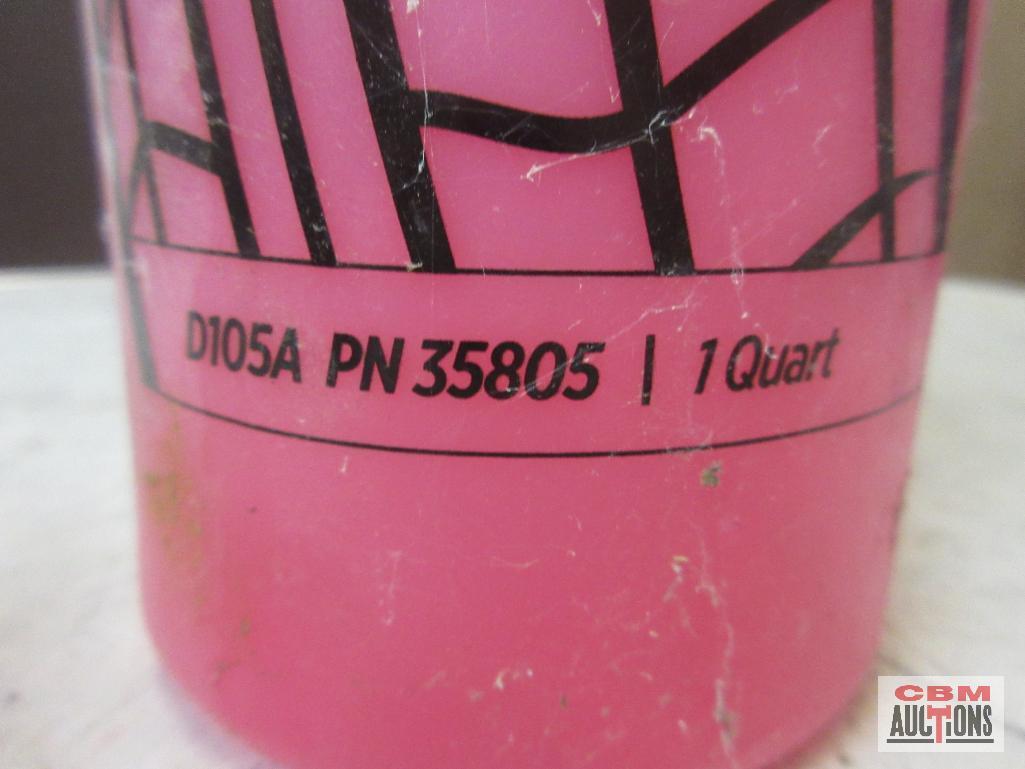 D105A PN 35805 | 1 Quart
CBM
AUCTIONS